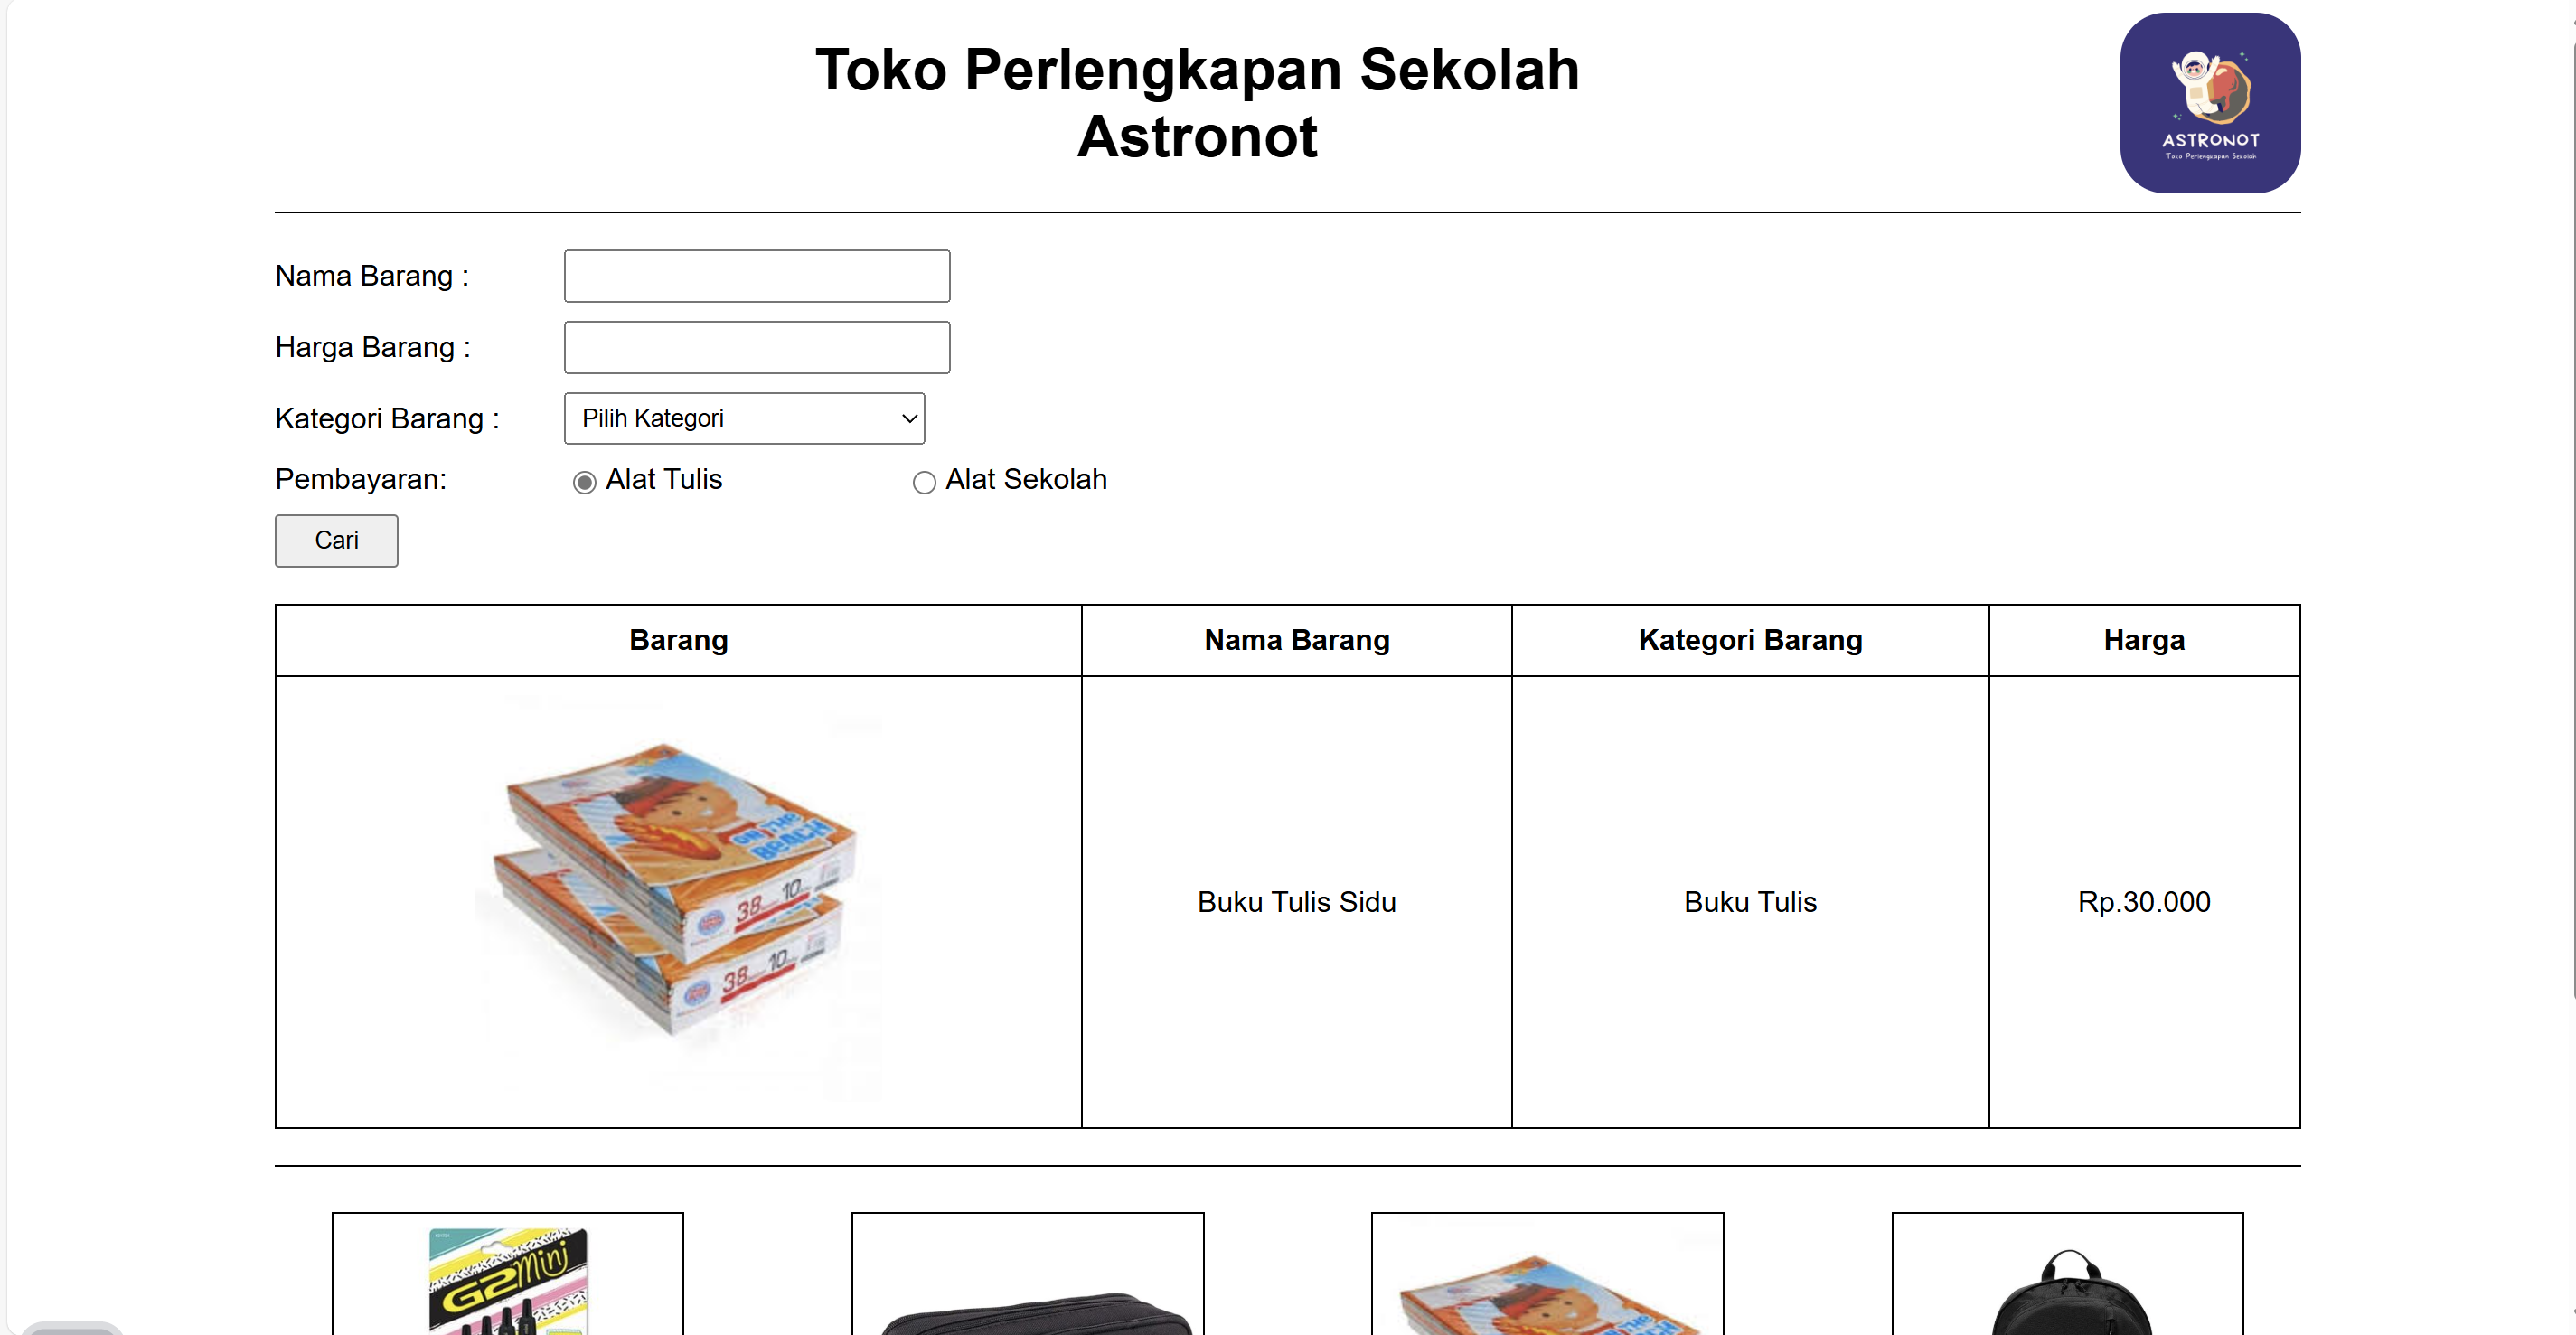 Toko Perlengkapan Sekolah
Astronot
ASTRONOT
Toko Perlengkapan Sekolah
Nama Barang :
Harga Barang :
Kategori Barang :
Pilih Kategori
Pembayaran:
Alat Tulis
Alat Sekolah
Cari
Barang
Nama Barang
Kategori Barang
Harga
ON THE
BEACH
38
10
38
10
Buku Tulis Sidu
Buku Tulis
Rp.30.000
G2 mini